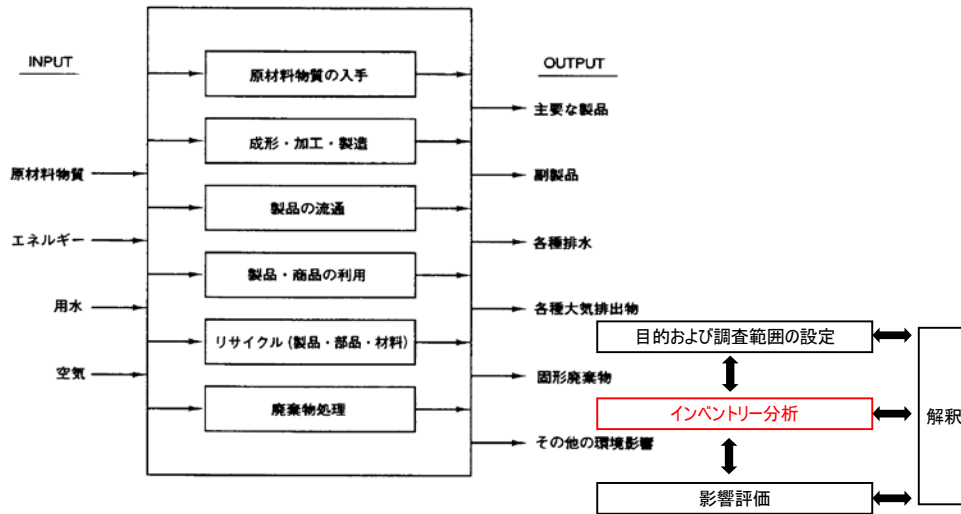 INPUT
原材料物質
エネルギー
用水
空気
原材料物質の入手
成形・加工・製造
製品の流通
製品・商品の利用
リサイクル(製品・部品・材料)
廃棄物処理
OUTPUT
主要な製品
副製品
各種排水
各種大気排出物
固形廃棄物
その他の環境影響
目的および調査範囲の設定
インベントリー分析
影響評価
解釈